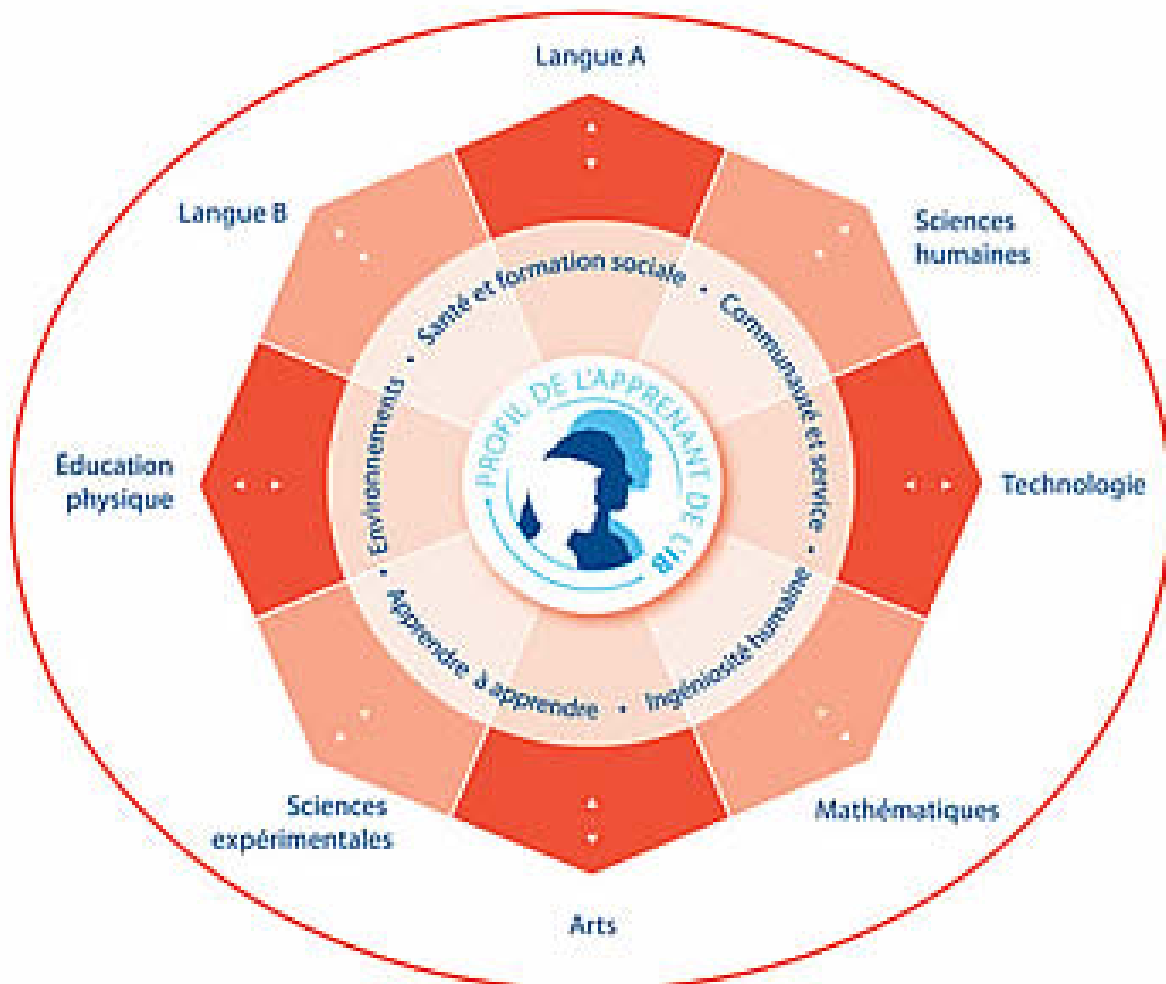 Langue A
Langue B
Sciences
humaines
Santé et formation sociale • Communauté et service • Ingéniosité humaine • Apprendre à apprendre • Environnements •
PROFIL DE L'APPRENANT DE L'IB
Éducation
physique
Technologie
Sciences
expérimentales
Mathématiques
Arts